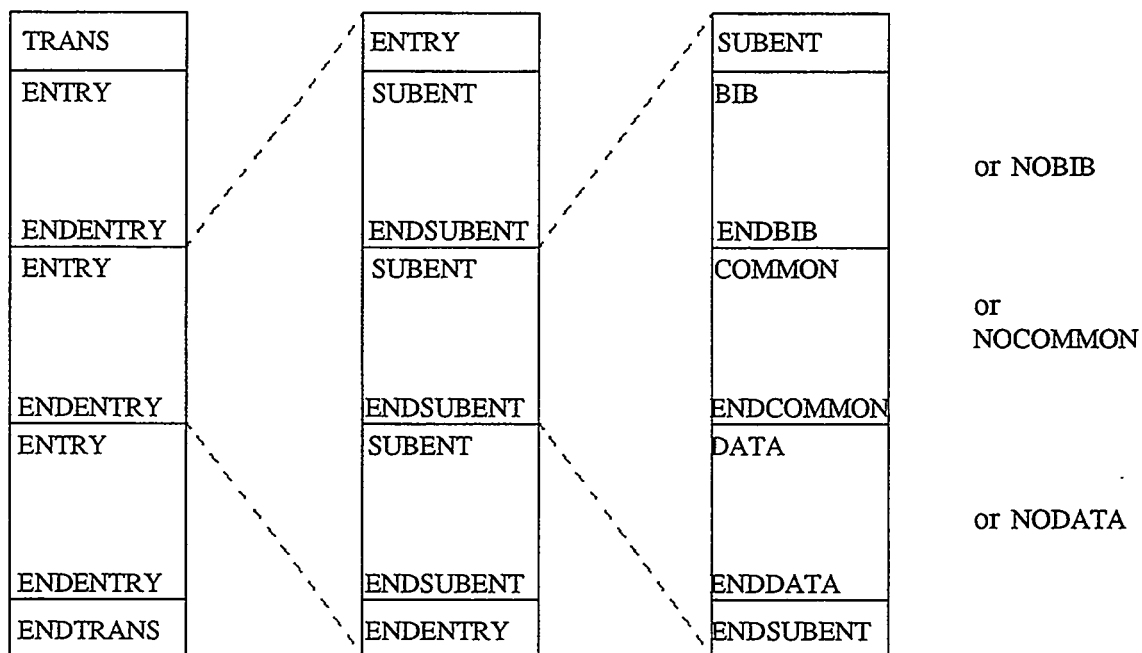 TRANS
ENTRY
ENDENTRY
ENTRY
ENDENTRY
ENTRY
ENDENTRY
ENDTRANS
ENTRY
SUBENT
ENDSUBENT
SUBENT
ENDSUBENT
SUBENT
ENDSUBENT
ENDENTRY
SUBENT
BIB
ENDBIB
COMMON
ENDCOMMON
DATA
ENDDATA
ENDSUBENT
or NOBIB
or
NOCOMMON
or NODATA